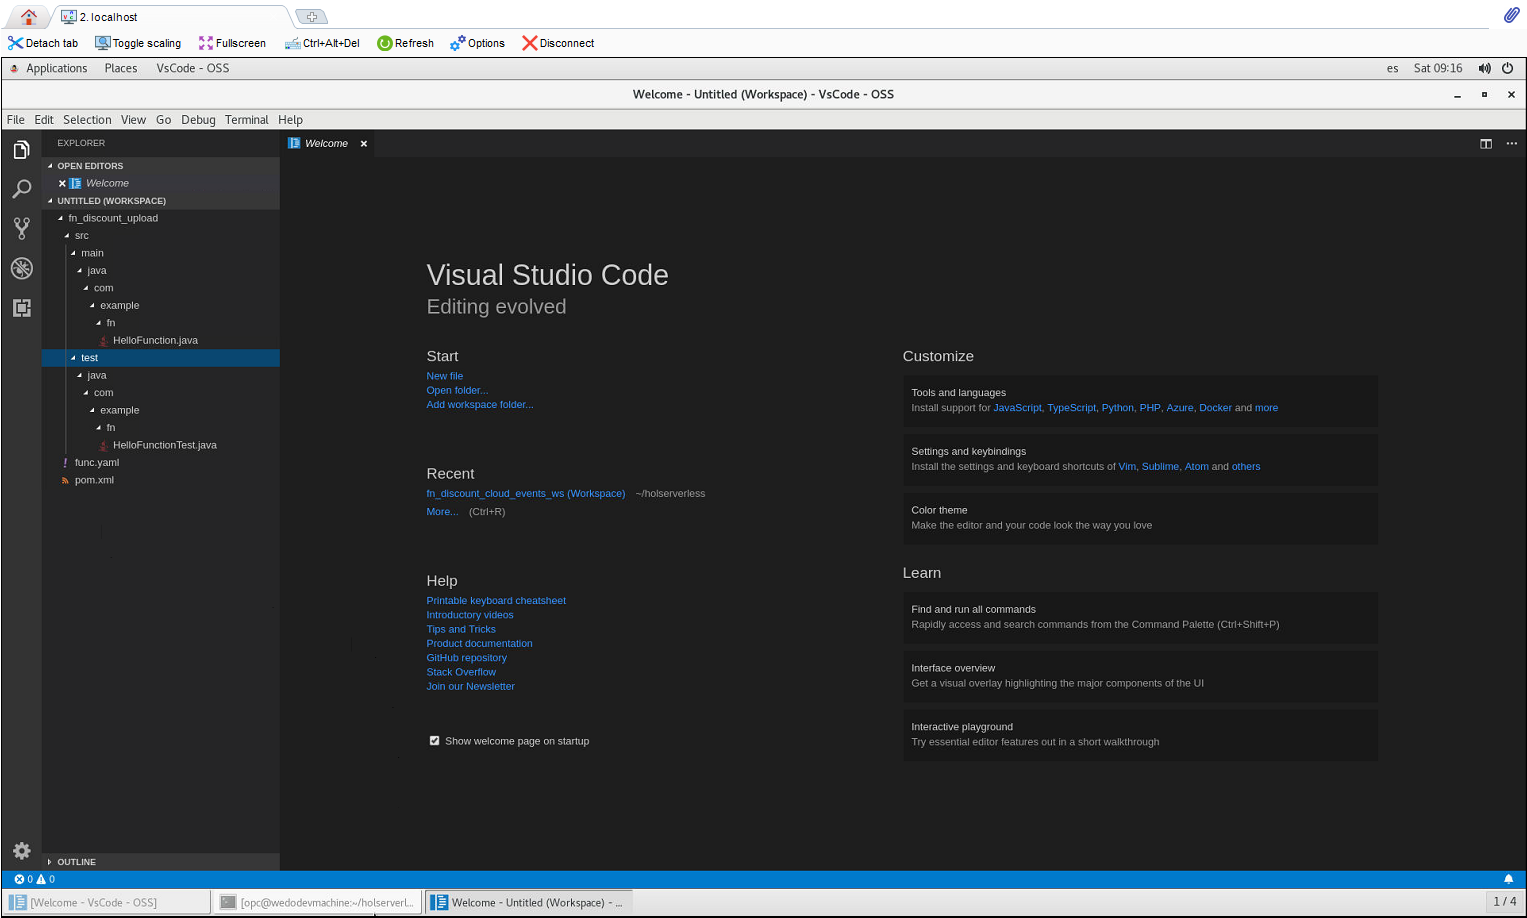 2. localhost
Detach tab
Toggle scaling
Fullscreen
Ctrl+Alt+Del
Refresh
Options
Disconnect
Applications
Places
VsCode - OSS
es
Sat 09:16
Welcome - Untitled (Workspace) - VsCode - OSS
File Edit Selection View Go Debug Terminal Help
EXPLORER
OPEN EDITORS
Welcome
UNTITLED (WORKSPACE)
fn_discount_upload
src
main
java
com
example
fn
HelloFunction.java
test
java
com
example
fn
HelloFunctionTest.java
func.yaml
pom.xml
OUTLINE
Welcome
Visual Studio Code
Editing evolved
Start
New file
Open folder...
Add workspace folder...
Recent
fn_discount_cloud_events_ws (Workspace) ~/holserverless
More... (Ctrl+R)
Help
Printable keyboard cheatsheet
Introductory videos
Tips and Tricks
Product documentation
GitHub repository
Stack Overflow
Join our Newsletter
Show welcome page on startup
Customize
Tools and languages
Install support for JavaScript, TypeScript, Python, PHP, Azure, Docker and more
Settings and keybindings
Install the settings and keyboard shortcuts of Vim, Sublime, Atom and others
Color theme
Make the editor and your code look the way you love
Learn
Find and run all commands
Rapidly access and search commands from the Command Palette (Ctrl+Shift+P)
Interface overview
Get a visual overlay highlighting the major components of the UI
Interactive playground
Try essential editor features out in a short walkthrough
0 0
[Welcome - VsCode - OSS]
[opc@wedodevmachine:~/holserverl...
Welcome - Untitled (Workspace) - ...
1 / 4